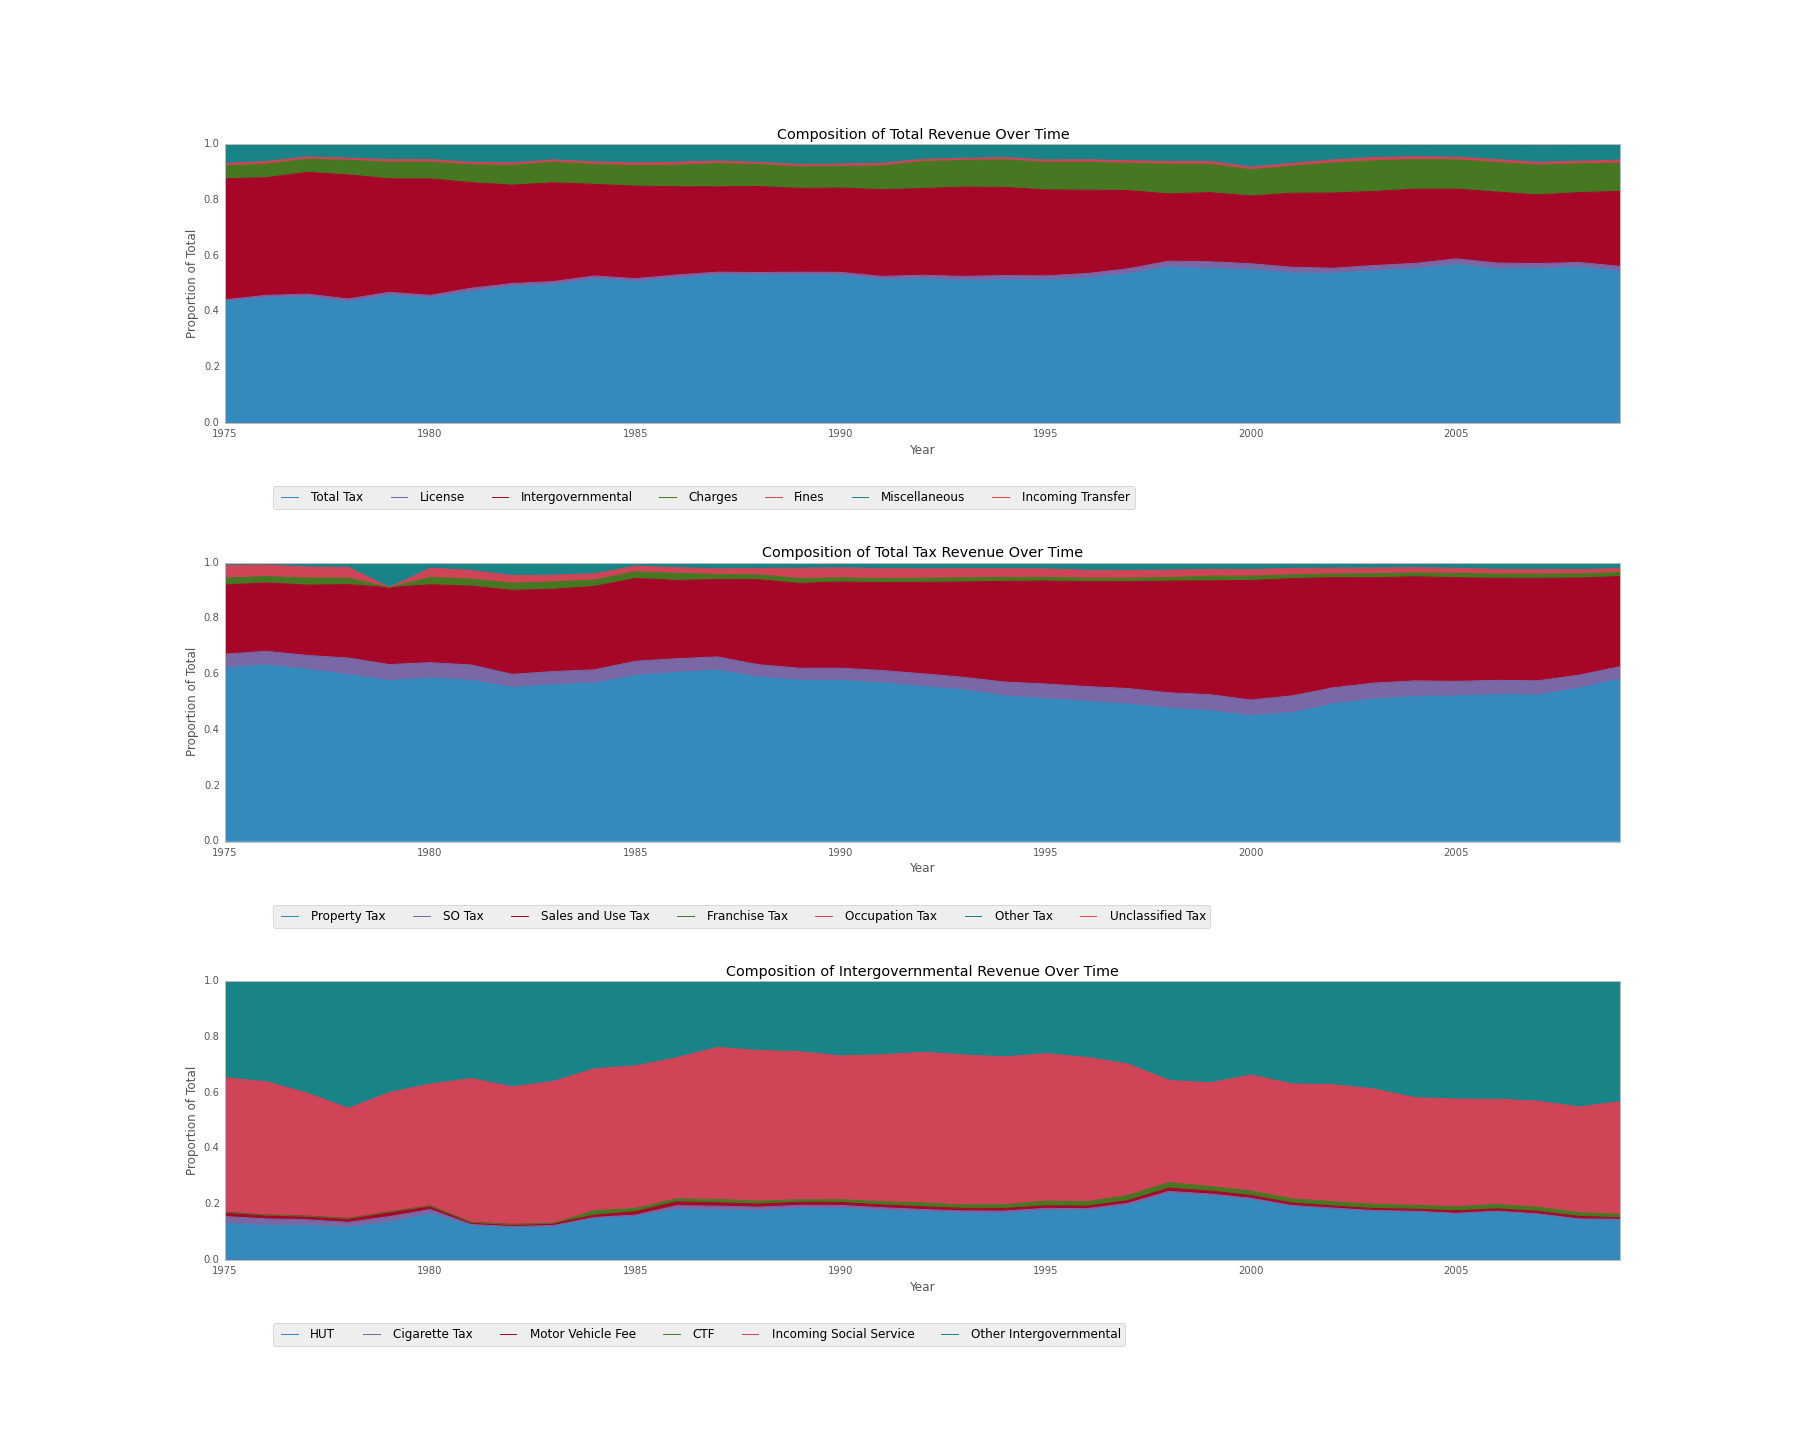 Composition of Total Revenue Over Time
1.0
0.8
0.6
0.4
0.2
0.0
Proportion of Total
1975 1980 1985 1990 1995 2000 2005
Year
Total Tax License Intergovernmental Charges Fines Miscellaneous Incoming Transfer
Composition of Total Tax Revenue Over Time
1.0
0.8
0.6
0.4
0.2
0.0
Proportion of Total
1975 1980 1985 1990 1995 2000 2005
Year
Property Tax SO Tax Sales and Use Tax Franchise Tax Occupation Tax Other Tax Unclassified Tax
Composition of Intergovernmental Revenue Over Time
1.0
0.8
0.6
0.4
0.2
0.0
Proportion of Total
1975 1980 1985 1990 1995 2000 2005
Year
HUT Cigarette Tax Motor Vehicle Fee CTF Incoming Social Service Other Intergovernmental